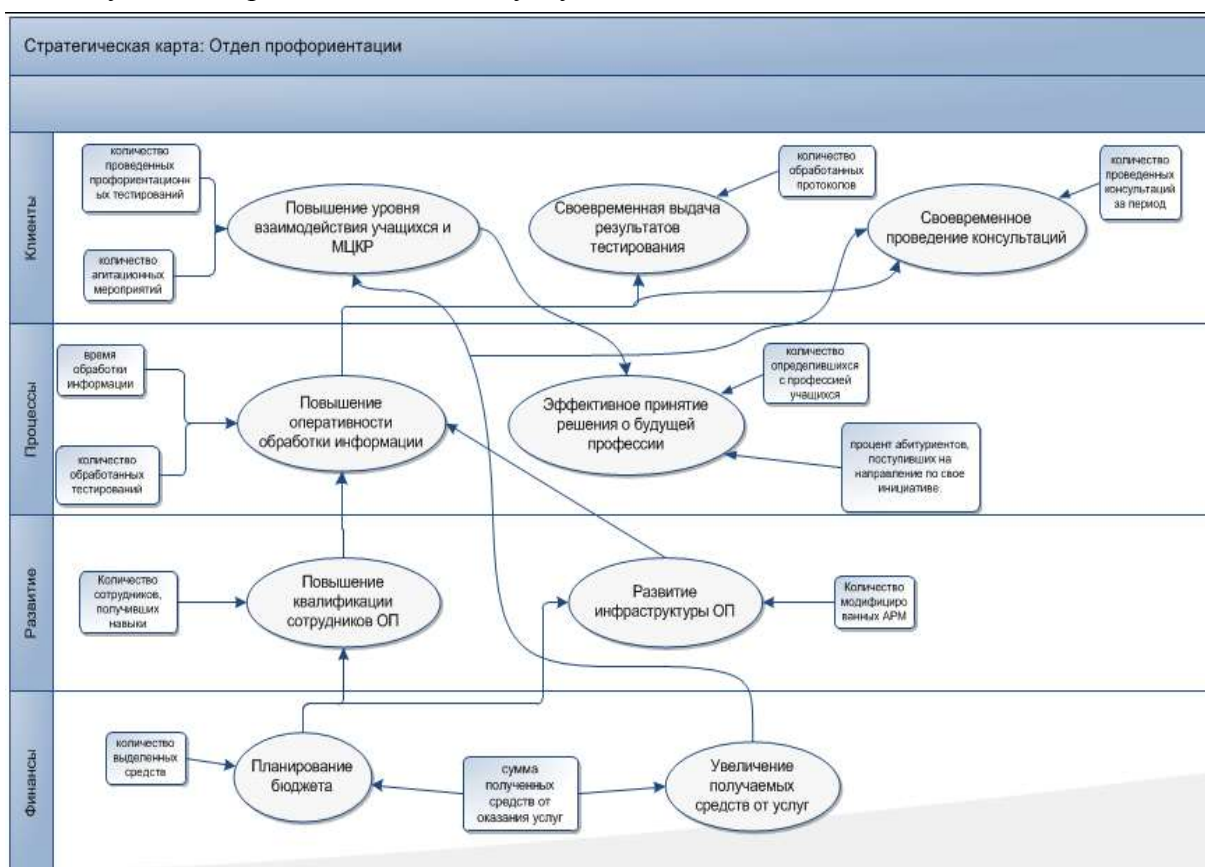 Стратегическая карта: Отдел профориентации
Клиенты
количество
проведенных
профориентационн
ых тестирований
количество
агитационных
мероприятий
Повышение уровня
взаимодействия учащихся и
МЦКР
Своевременная выдача
результатов
тестирования
количество
обработанных
протоколов
Своевременное
проведение консультаций
количество
проведенных
консультаций
за период
Процессы
время
обработки
информации
количество
обработанных
тестирований
Повышение
оперативности
обработки информации
Эффективное принятие
решения о будущей
профессии
количество
определившихся
с профессией
учащихся
процент абитуриентов,
поступивших на
направление по свое
инициативе
Развитие
Количество
сотрудников,
получивших
навыки
Повышение
квалификации
сотрудников ОП
Развитие
инфраструктуры ОП
Количество
модифициро
ванных АРМ
Финансы
количество
выделенных
средств
Планирование
бюджета
сумма
полученных
средств от
оказания услуг
Увеличение
получаемых
средств от услуг